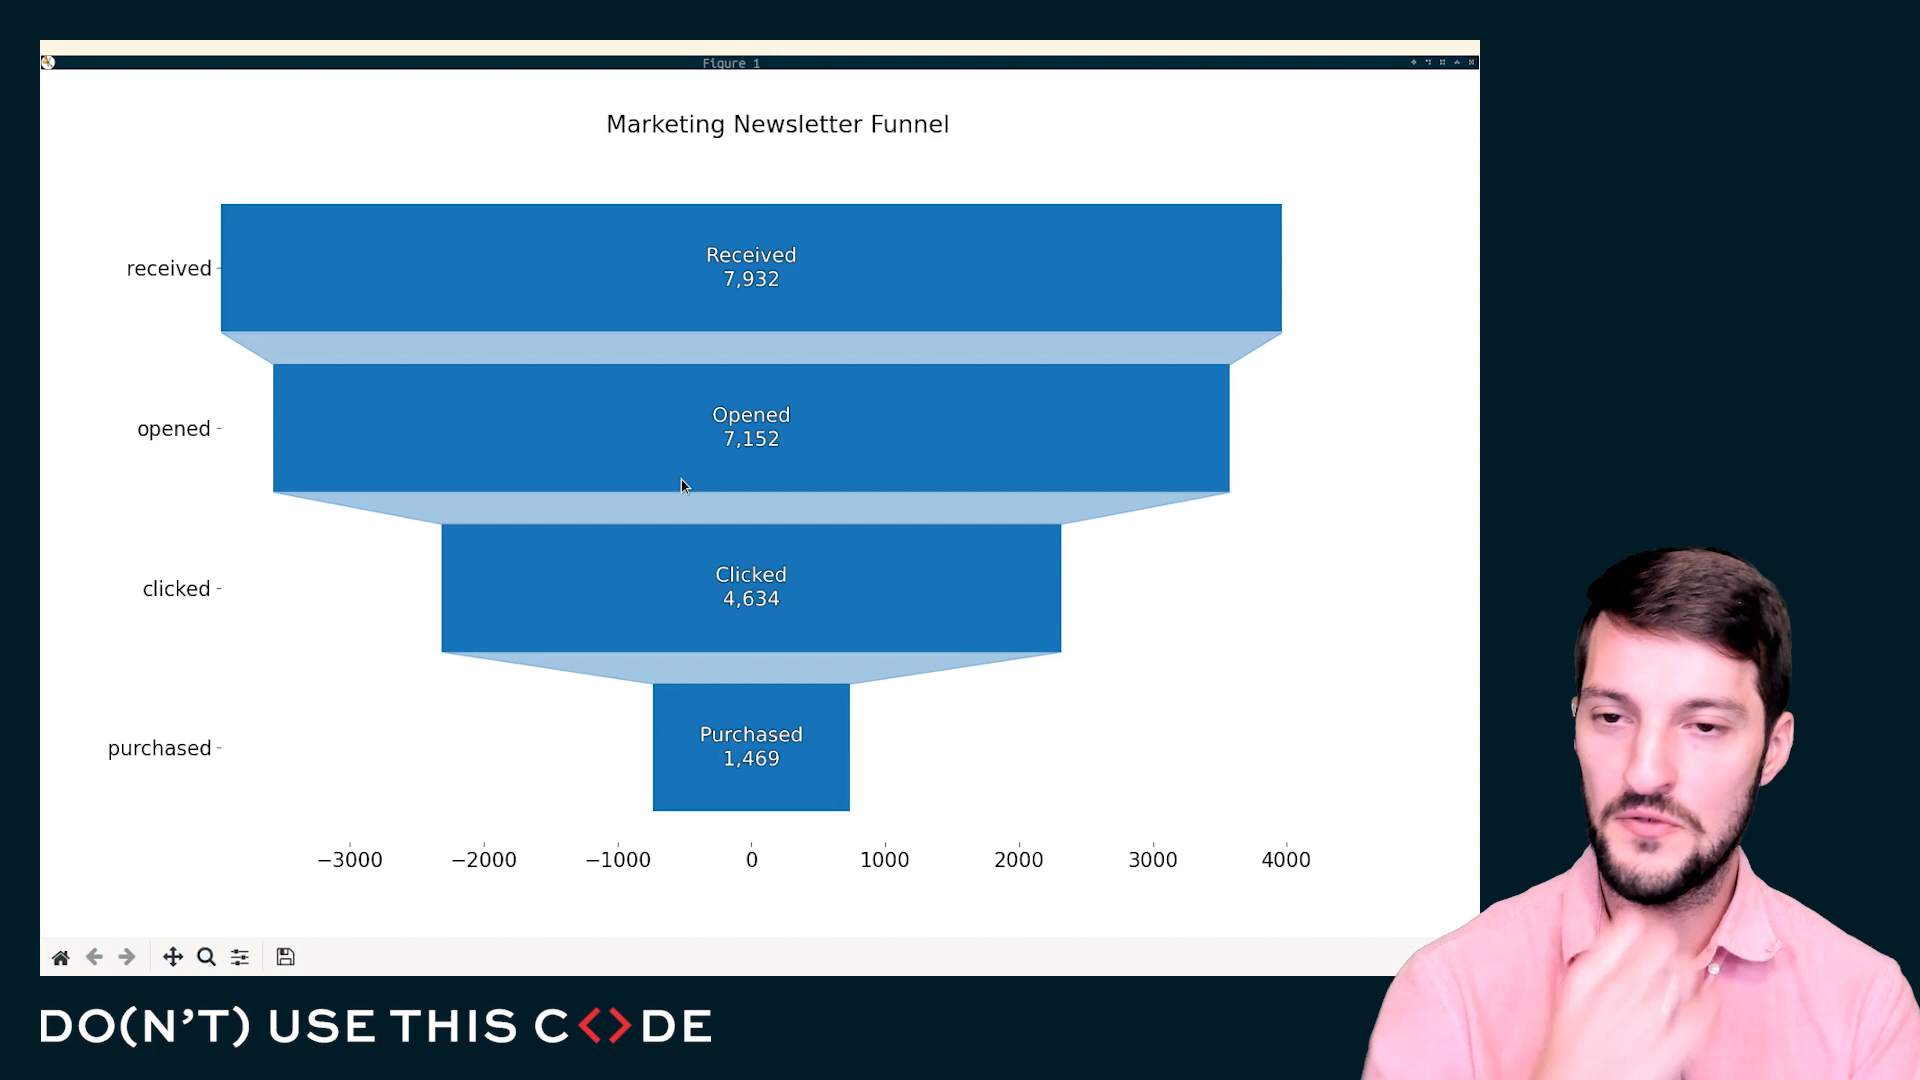 Figure 1
Marketing Newsletter Funnel
received
Received
7,932
opened
Opened
7,152
clicked
Clicked
4,634
purchased
Purchased
1,469
−3000 −2000 −1000 0 1000 2000 3000 4000
DO(N'T) USE THIS C<>DE